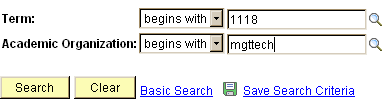 Term: begins with 1118
Academic Organization: begins with mgttech
Search Clear Basic Search Save Search Criteria